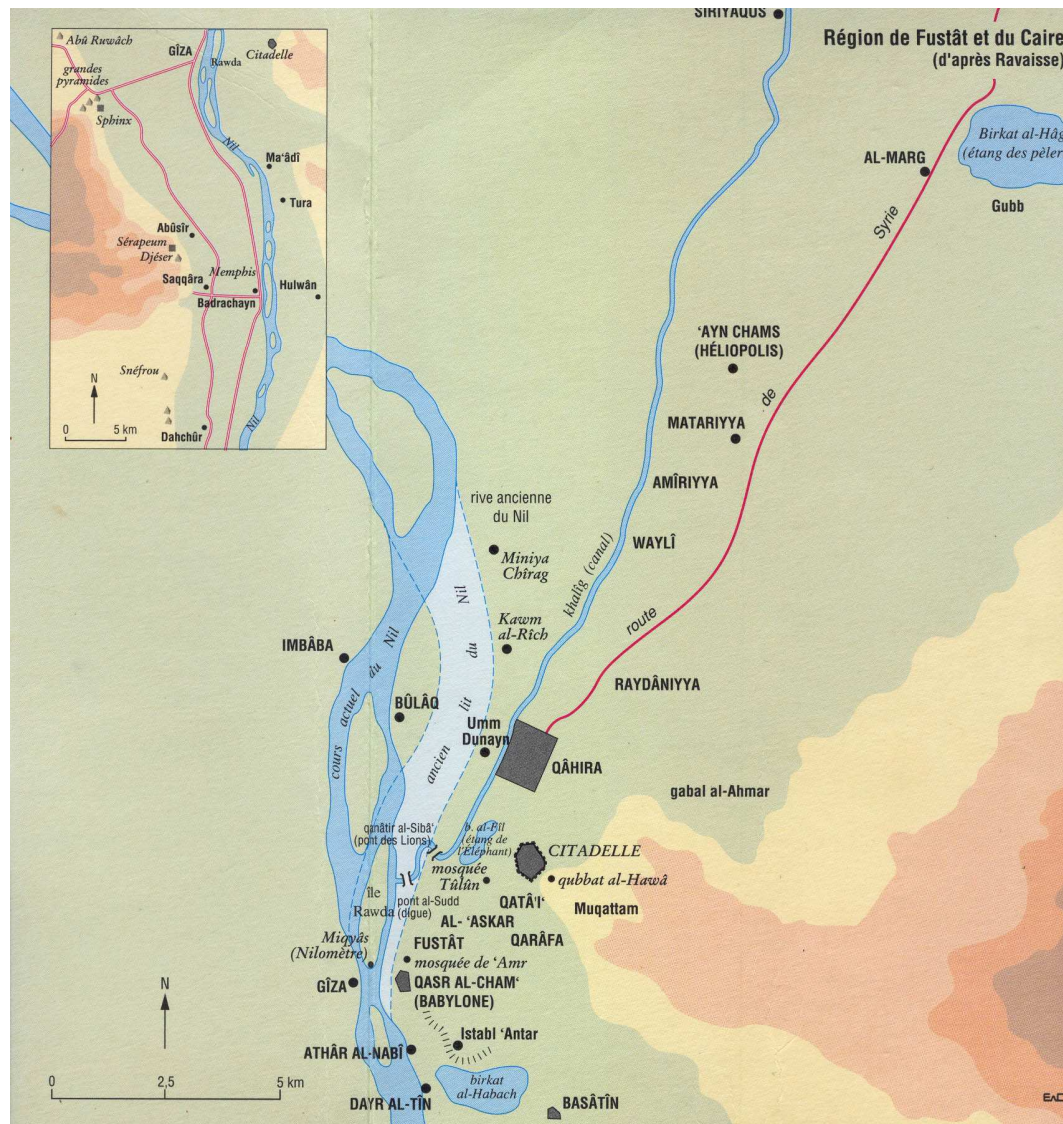 SIRIYAQUS
Région de Fustât et du Caire
(d'après Ravaisse)
Birkat al-Hâg
(étang des pèler
AL-MARG
Gubb
Syrie
de
route
'AYN CHAMS
(HÉLIOPOLIS)
MATARIYYA
AMÎRIYYA
WAYLÎ
khalîg (canal)
rive ancienne
du Nil
Miniya
Chîrag
Kawm
al-Rîch
RAYDÂNIYYA
IMBÂBA
BÛLÂQ
cours actuel du Nil
ancien lit du Nil
Umm
Dunayn
QÂHIRA
gabal al-Ahmar
qanâtir al-Sibâ'
(pont des Lions)
b. al-Fîl
(étang de
l'Éléphant)
CITADELLE
mosquée
Tûlûn
qubbat al-Hawâ
QATÂ'I'
Muqattam
île
Rawda
pont al-Sudd
(digue)
AL- 'ASKAR
QARÂFA
Miqyâs
(Nilomètre)
FUSTÂT
mosquée de 'Amr
GÎZA
QASR AL-CHAM'
(BABYLONE)
Istabl 'Antar
ATHÂR AL-NABÎ
birkat
al-Habach
DAYR AL-TÎN
BASÂTÎN
N
0 2,5 5 km
EAD
Abû Ruwâch
GÎZA
Citadelle
Rawda
grandes
pyramides
Sphinx
Nil
Ma'âdî
Tura
Abûsîr
Sérapeum
Djéser
Memphis
Saqqâra
Hulwân
Badrachayn
Snéfrou
N
0 5 km
Dahchûr
Nil